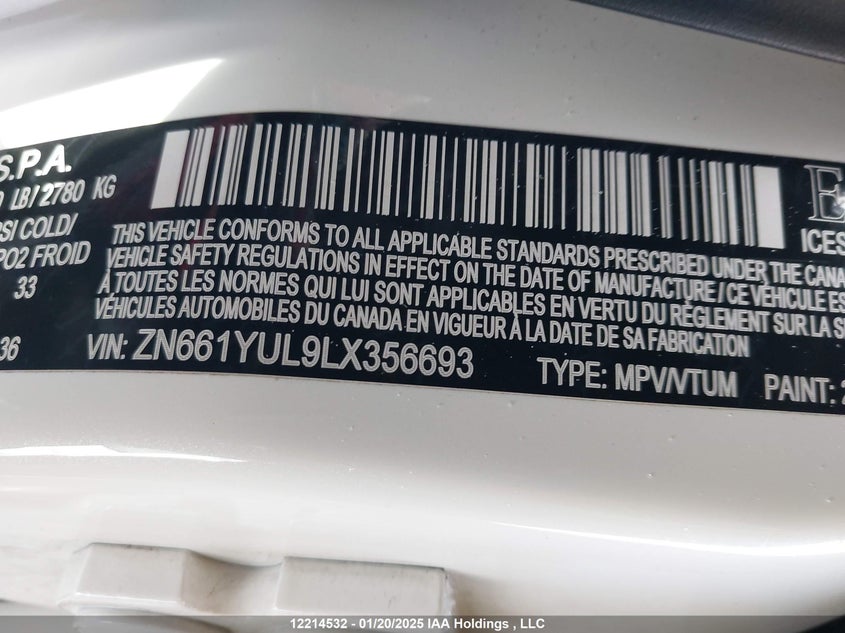 S.P.A.
LB/2780 KG
COLD/
PO2 FROID
33
36
THIS VEHICLE CONFORMS TO ALL APPLICABLE STANDARDS PRESCRIBED UNDER THE CANA
VEHICLE SAFETY REGULATIONS IN EFFECT ON THE DATE OF MANUFACTURE / CE VÉHICULE ES
À TOUTES LES NORMES QUI LUI SONT APPLICABLES EN VERTU DU RÈGLEMENT SUR LA S
VÉHICULES AUTOMOBILES DU CANADA EN VIGUEUR À LA DATE DE SA FABRICATION
VIN: ZN661YUL9LX356693
TYPE: MPV/VTUM PAINT: 2
ICES
12214532 - 01/20/2025 IAA Holdings , LLC